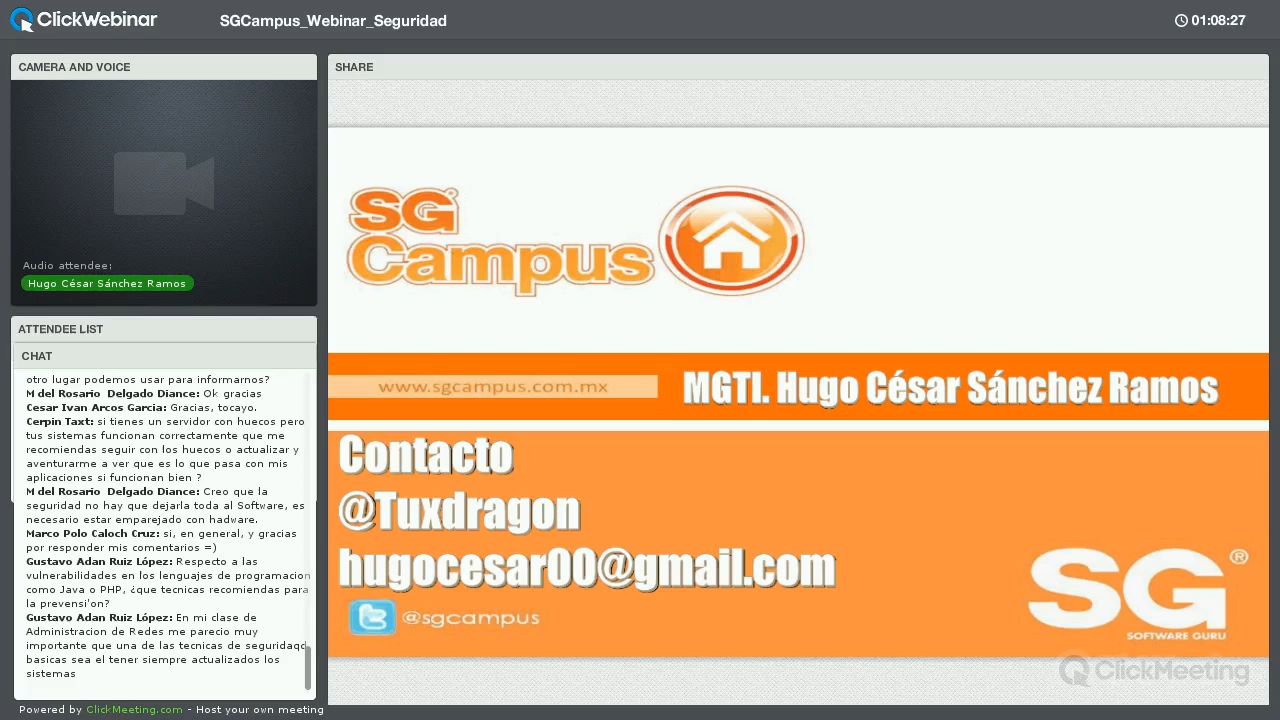 ClickWebinar
SGCampus_Webinar_Seguridad
01:08:27
CAMERA AND VOICE
Audio attendee:
Hugo César Sánchez Ramos
ATTENDEE LIST
CHAT
otro lugar podemos usar para informarnos?
M del Rosario Delgado Diance: Ok gracias
Cesar Ivan Arcos Garcia: Gracias, tocayo.
Cerpin Taxt: si tienes un servidor con huecos pero
tus sistemas funcionan correctamente que me
recomiendas seguir con los huecos o actualizar y
aventurarme a ver que es lo que pasa con mis
aplicaciones si funcionan bien ?
M del Rosario Delgado Diance: Creo que la
seguridad no hay que dejarla toda al Software, es
necesario estar emparejado con hadware.
Marco Polo Caloch Cruz: si, en general, y gracias
por responder mis comentarios =)
Gustavo Adan Ruiz López: Respecto a las
vulnerabilidades en los lenguajes de programacion
como Java o PHP, ¿que tecnicas recomiendas para
la prevensi'on?
Gustavo Adan Ruiz López: En mi clase de
Administracion de Redes me parecio muy
importante que una de las tecnicas de seguridaqd
basicas sea el tener siempre actualizados los
sistemas
Powered by ClickMeeting.com - Host your own meeting
SHARE
SG
Campus
www.sgcampus.com.mx
MGTI. Hugo César Sánchez Ramos
Contacto
@Tuxdragon
hugocesar00@gmail.com
@sgcampus
SG®
SOFTWARE GURU
ClickMeeting